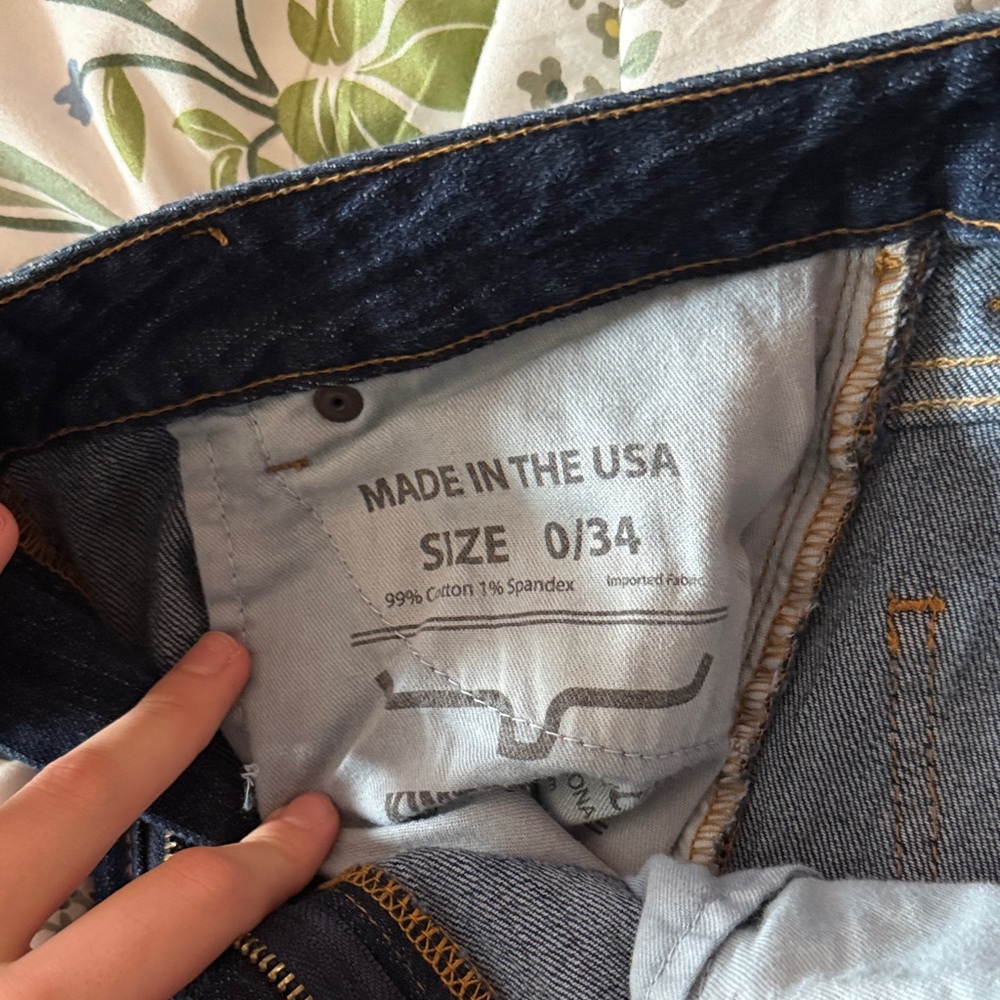 MADE IN THE USA
SIZE 0/34
99% Cotton 1% Spandex Imported Fabric